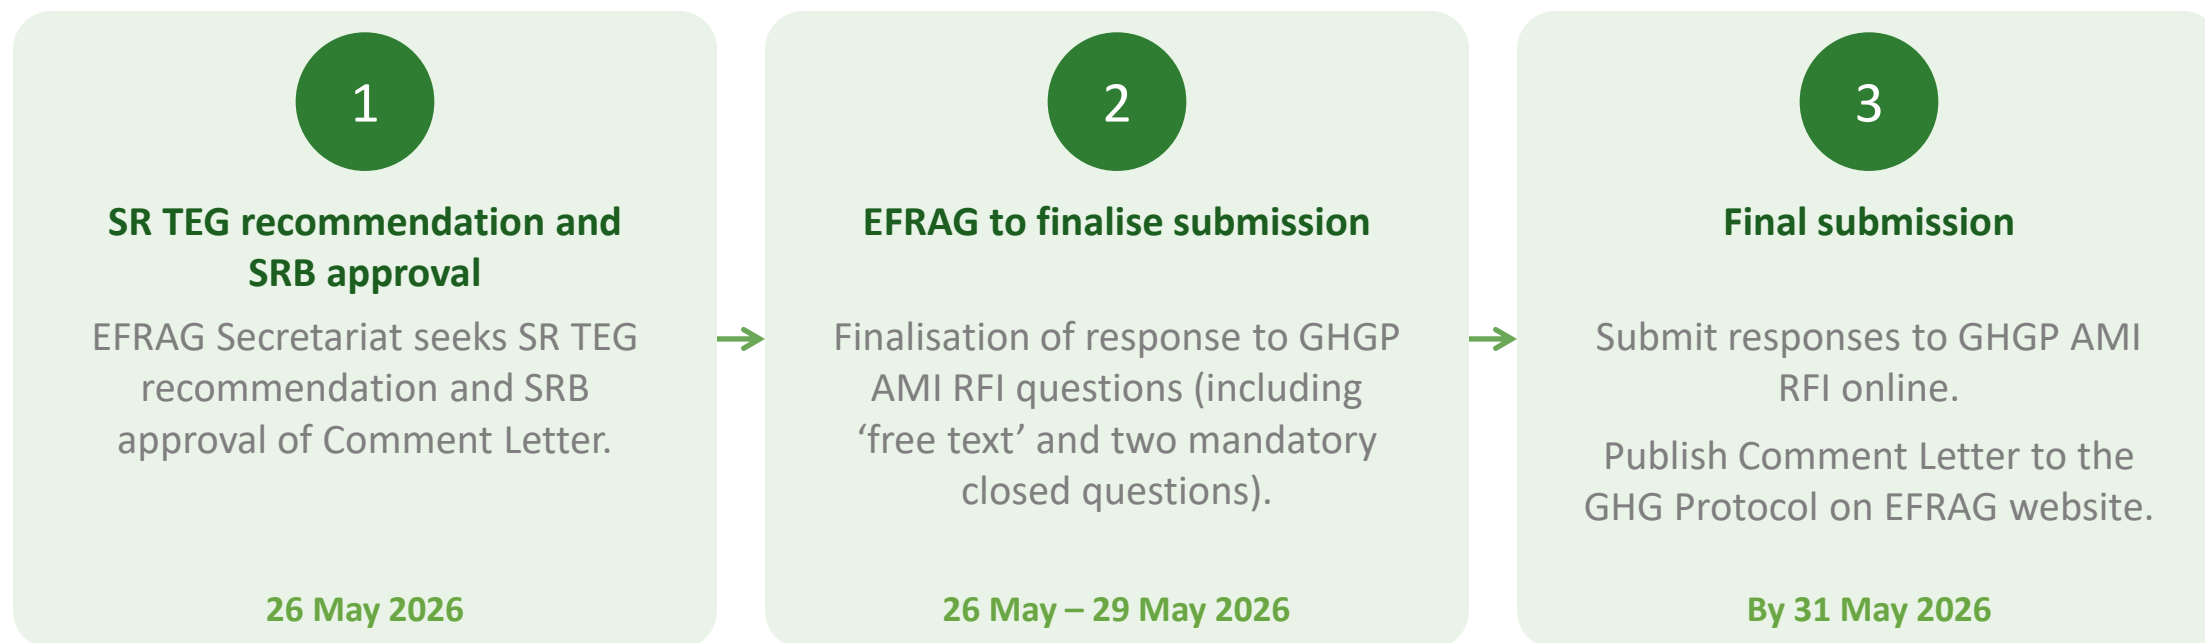 1
SR TEG recommendation and
SRB approval
EFRAG Secretariat seeks SR TEG
recommendation and SRB
approval of Comment Letter.
26 May 2026
2
EFRAG to finalise submission
Finalisation of response to GHGP
AMI RFI questions (including
‘free text’ and two mandatory
closed questions).
26 May – 29 May 2026
3
Final submission
Submit responses to GHGP AMI
RFI online.
Publish Comment Letter to the
GHG Protocol on EFRAG website.
By 31 May 2026